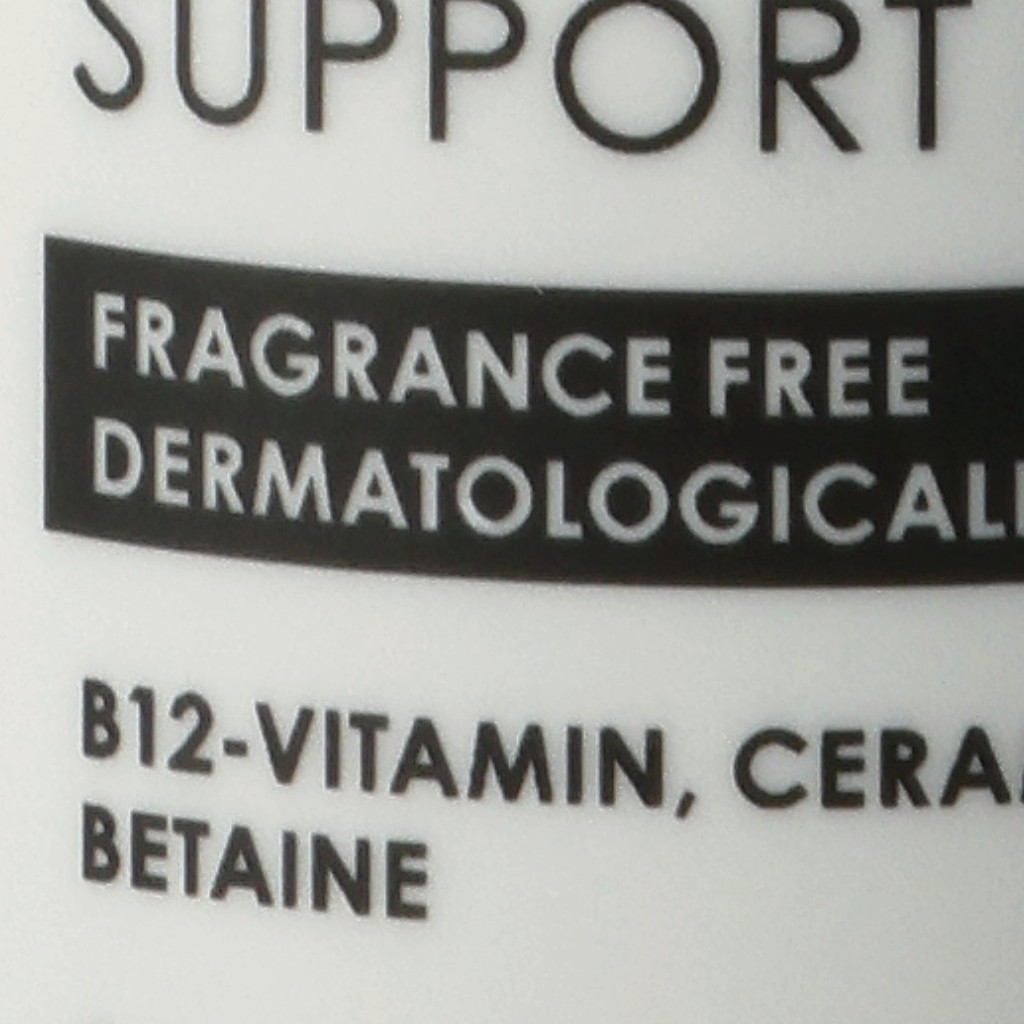 SUPPORT
FRAGRANCE FREE
DERMATOLOGICAL
B12-VITAMIN, CERA
BETAINE